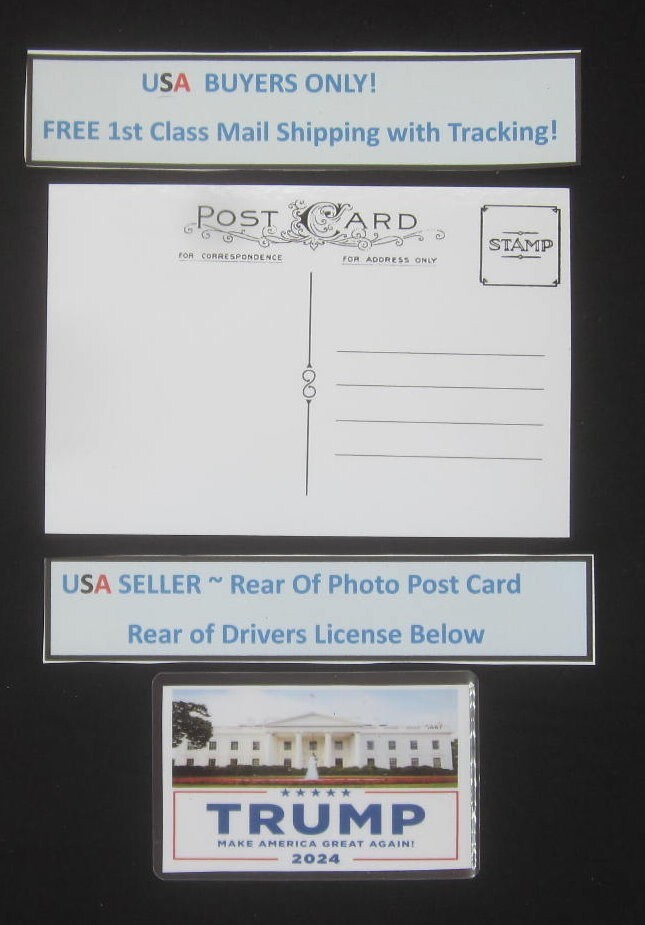 USA BUYERS ONLY!
FREE 1st Class Mail Shipping with Tracking!
POST CARD
FOR CORRESPONDENCE
FOR ADDRESS ONLY
STAMP
USA SELLER ~ Rear Of Photo Post Card
Rear of Drivers License Below
TRUMP
MAKE AMERICA GREAT AGAIN!
2024